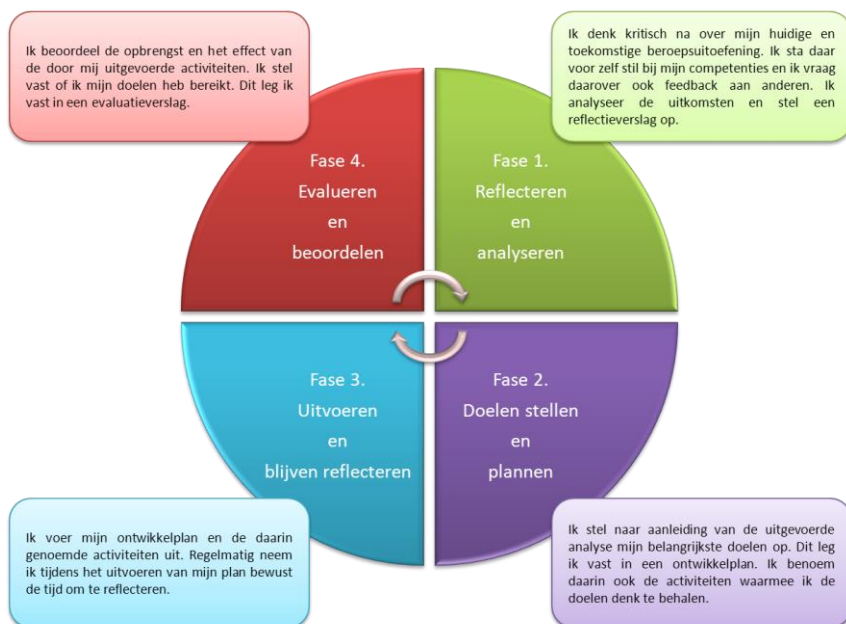 Ik beoordeel de opbrengst en het effect van
de door mij uitgevoerde activiteiten. Ik stel
vast of ik mijn doelen heb bereikt. Dit leg ik
vast in een evaluatieverslag.
Ik denk kritisch na over mijn huidige en
toekomstige beroepsuitoefening. Ik sta daar
voor zelf stil bij mijn competenties en ik vraag
daarover ook feedback aan anderen. Ik
analyseer de uitkomsten en stel een
reflectieverslag op.
Fase 4.
Evalueren
en
beoordelen
Fase 1.
Reflecteren
en
analyseren
Fase 3.
Uitvoeren
en
blijven reflecteren
Fase 2.
Doelen stellen
en
plannen
Ik voer mijn ontwikkelplan en de daarin
genoemde activiteiten uit. Regelmatig neem
ik tijdens het uitvoeren van mijn plan bewust
de tijd om te reflecteren.
Ik stel naar aanleiding van de uitgevoerde
analyse mijn belangrijkste doelen op. Dit leg
ik vast in een ontwikkelplan. Ik benoem
daarin ook de activiteiten waarmee ik de
doelen denk te behalen.